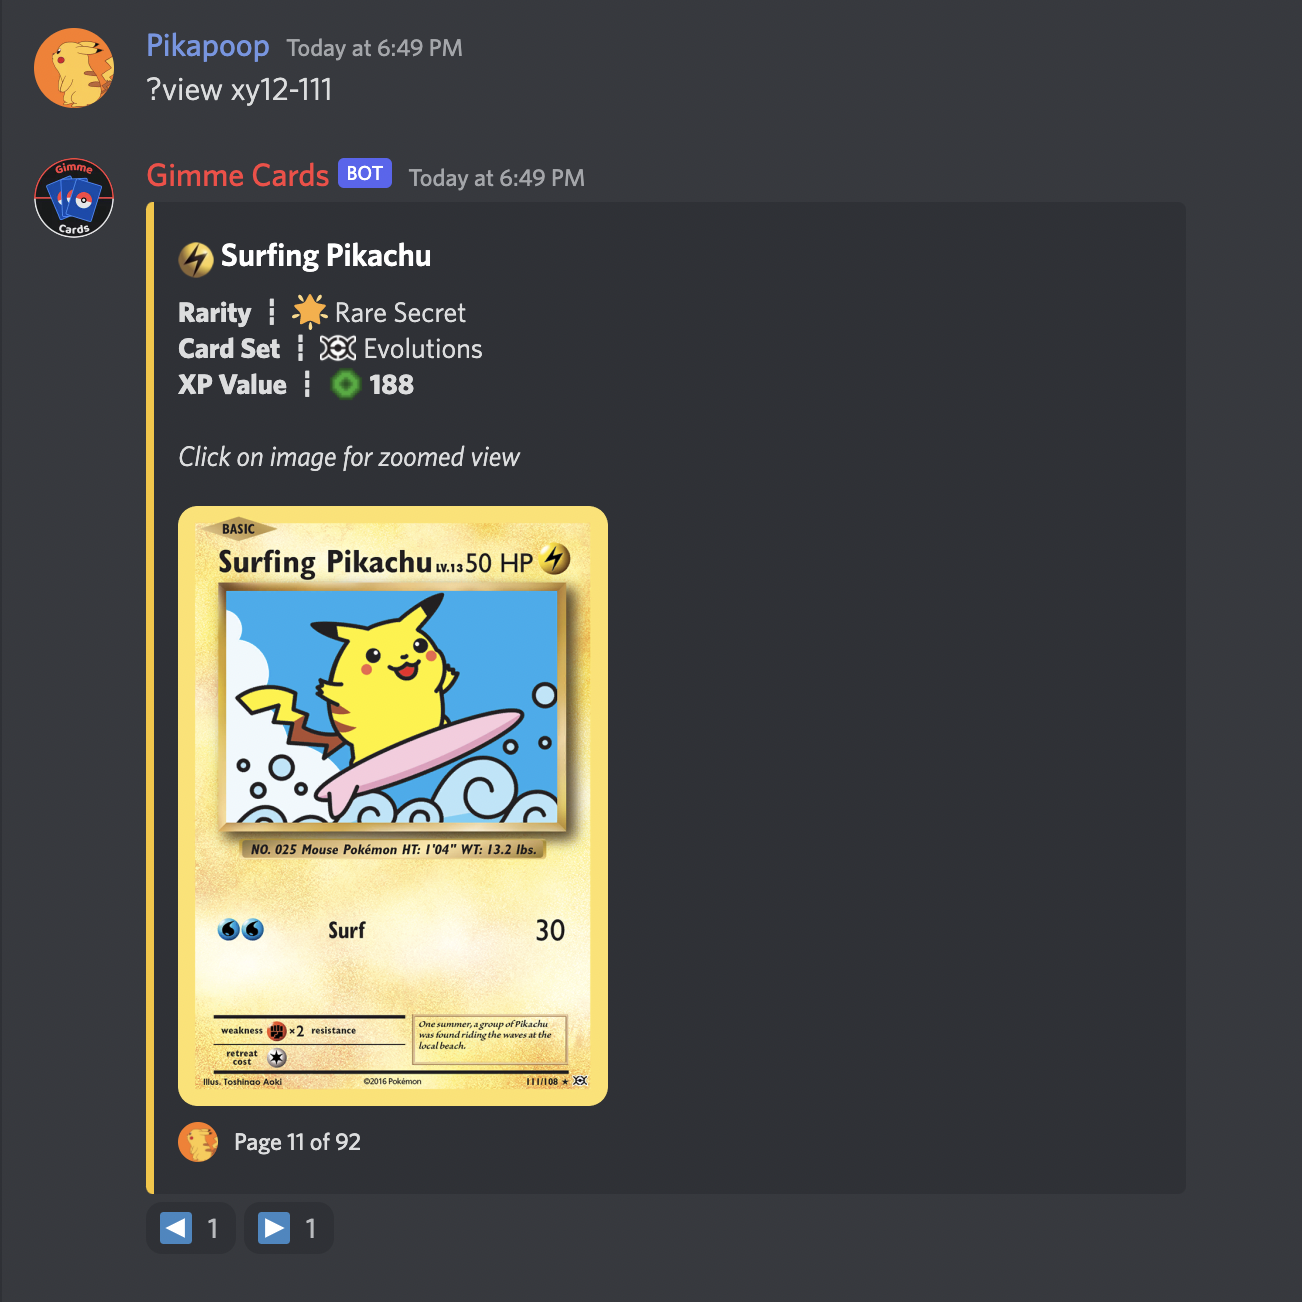 Pikapoop Today at 6:49 PM
?view xy12-111
Gimme
Cards
Gimme Cards BOT Today at 6:49 PM
Surfing Pikachu
Rarity ┋ Rare Secret
Card Set ┋ Evolutions
XP Value ┋ 188
Click on image for zoomed view
BASIC
Surfing Pikachu LV.13 50 HP
NO. 025 Mouse Pokémon HT: 1'04" WT: 13.2 lbs.
Surf 30
weakness ×2 resistance
retreat
cost
One summer, a group of Pikachu
was found riding the waves at the
local beach.
Illus. Toshinao Aoki ©2016 Pokémon 111/108 ★
Page 11 of 92
1 1